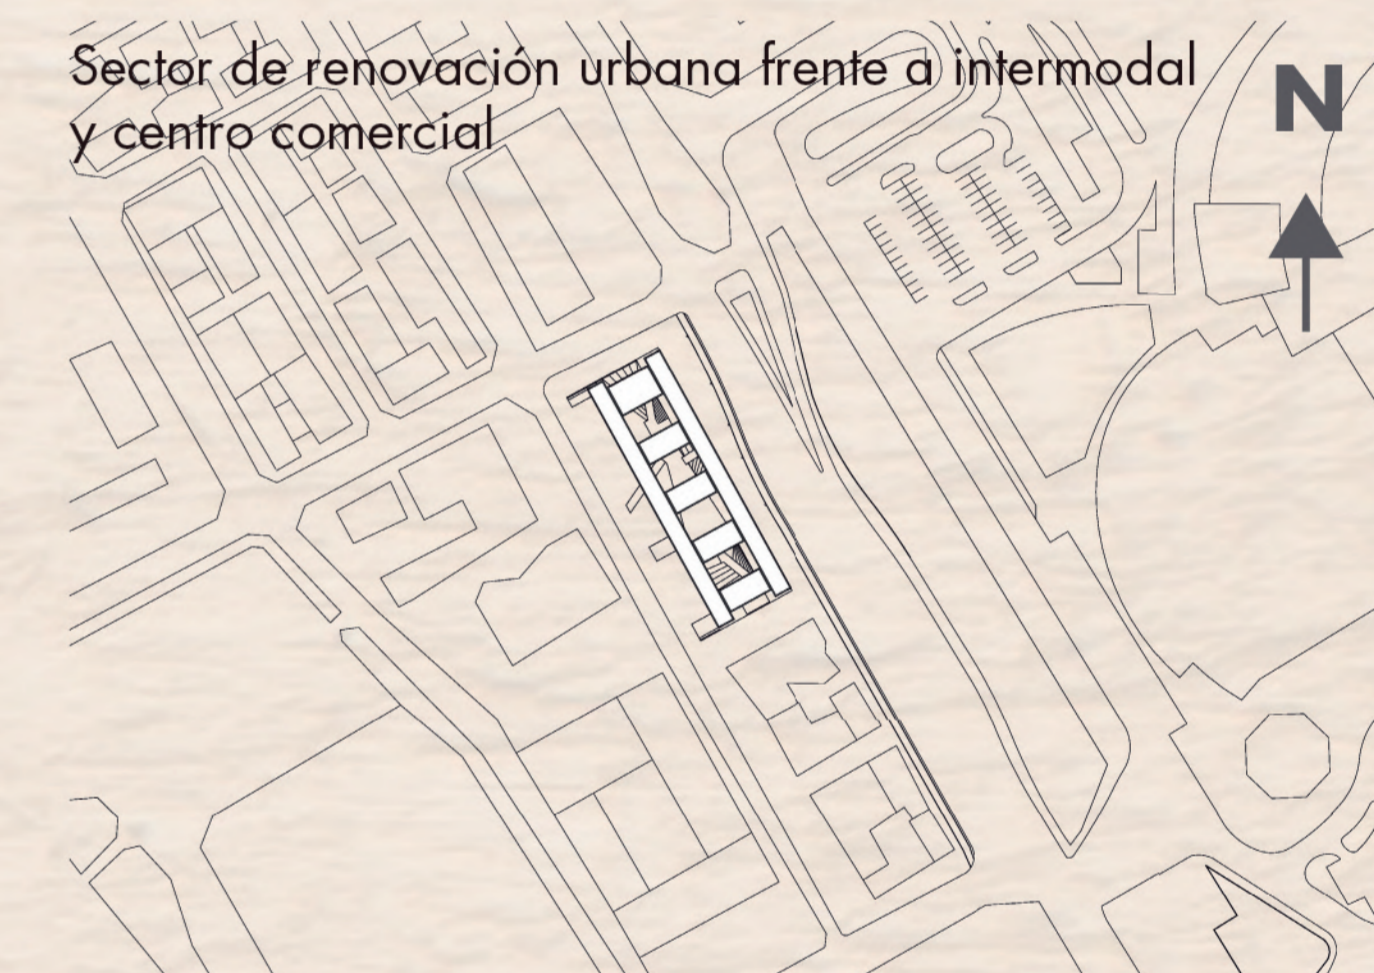 Sector de renovación urbana frente a intermodal
y centro comercial
N